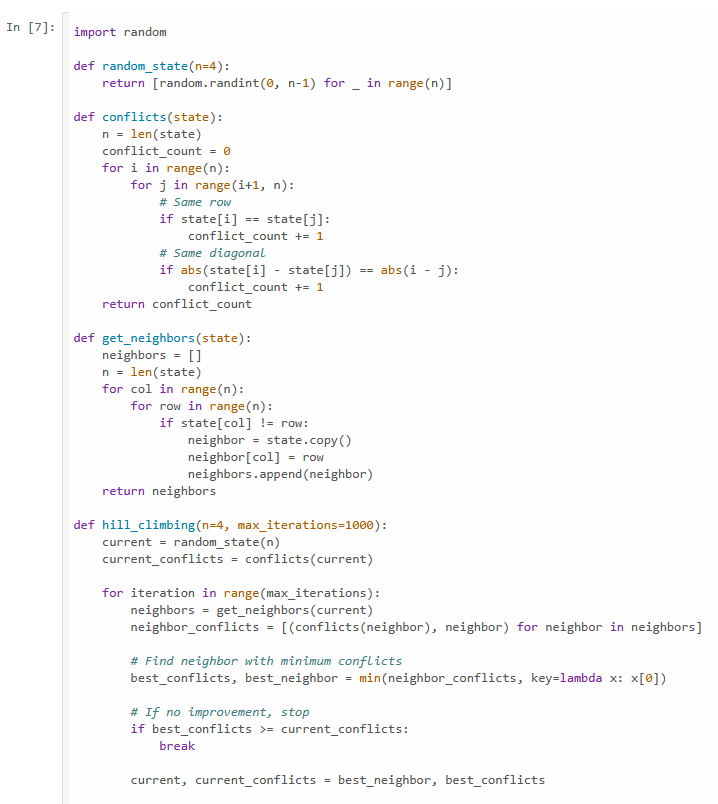 In [7]:
import random

def random_state(n=4):
    return [random.randint(0, n-1) for _ in range(n)]

def conflicts(state):
    n = len(state)
    conflict_count = 0
    for i in range(n):
        for j in range(i+1, n):
            # Same row
            if state[i] == state[j]:
                conflict_count += 1
            # Same diagonal
            if abs(state[i] - state[j]) == abs(i - j):
                conflict_count += 1
    return conflict_count

def get_neighbors(state):
    neighbors = []
    n = len(state)
    for col in range(n):
        for row in range(n):
            if state[col] != row:
                neighbor = state.copy()
                neighbor[col] = row
                neighbors.append(neighbor)
    return neighbors

def hill_climbing(n=4, max_iterations=1000):
    current = random_state(n)
    current_conflicts = conflicts(current)

    for iteration in range(max_iterations):
        neighbors = get_neighbors(current)
        neighbor_conflicts = [(conflicts(neighbor), neighbor) for neighbor in neighbors]

        # Find neighbor with minimum conflicts
        best_conflicts, best_neighbor = min(neighbor_conflicts, key=lambda x: x[0])

        # If no improvement, stop
        if best_conflicts >= current_conflicts:
            break

        current, current_conflicts = best_neighbor, best_conflicts